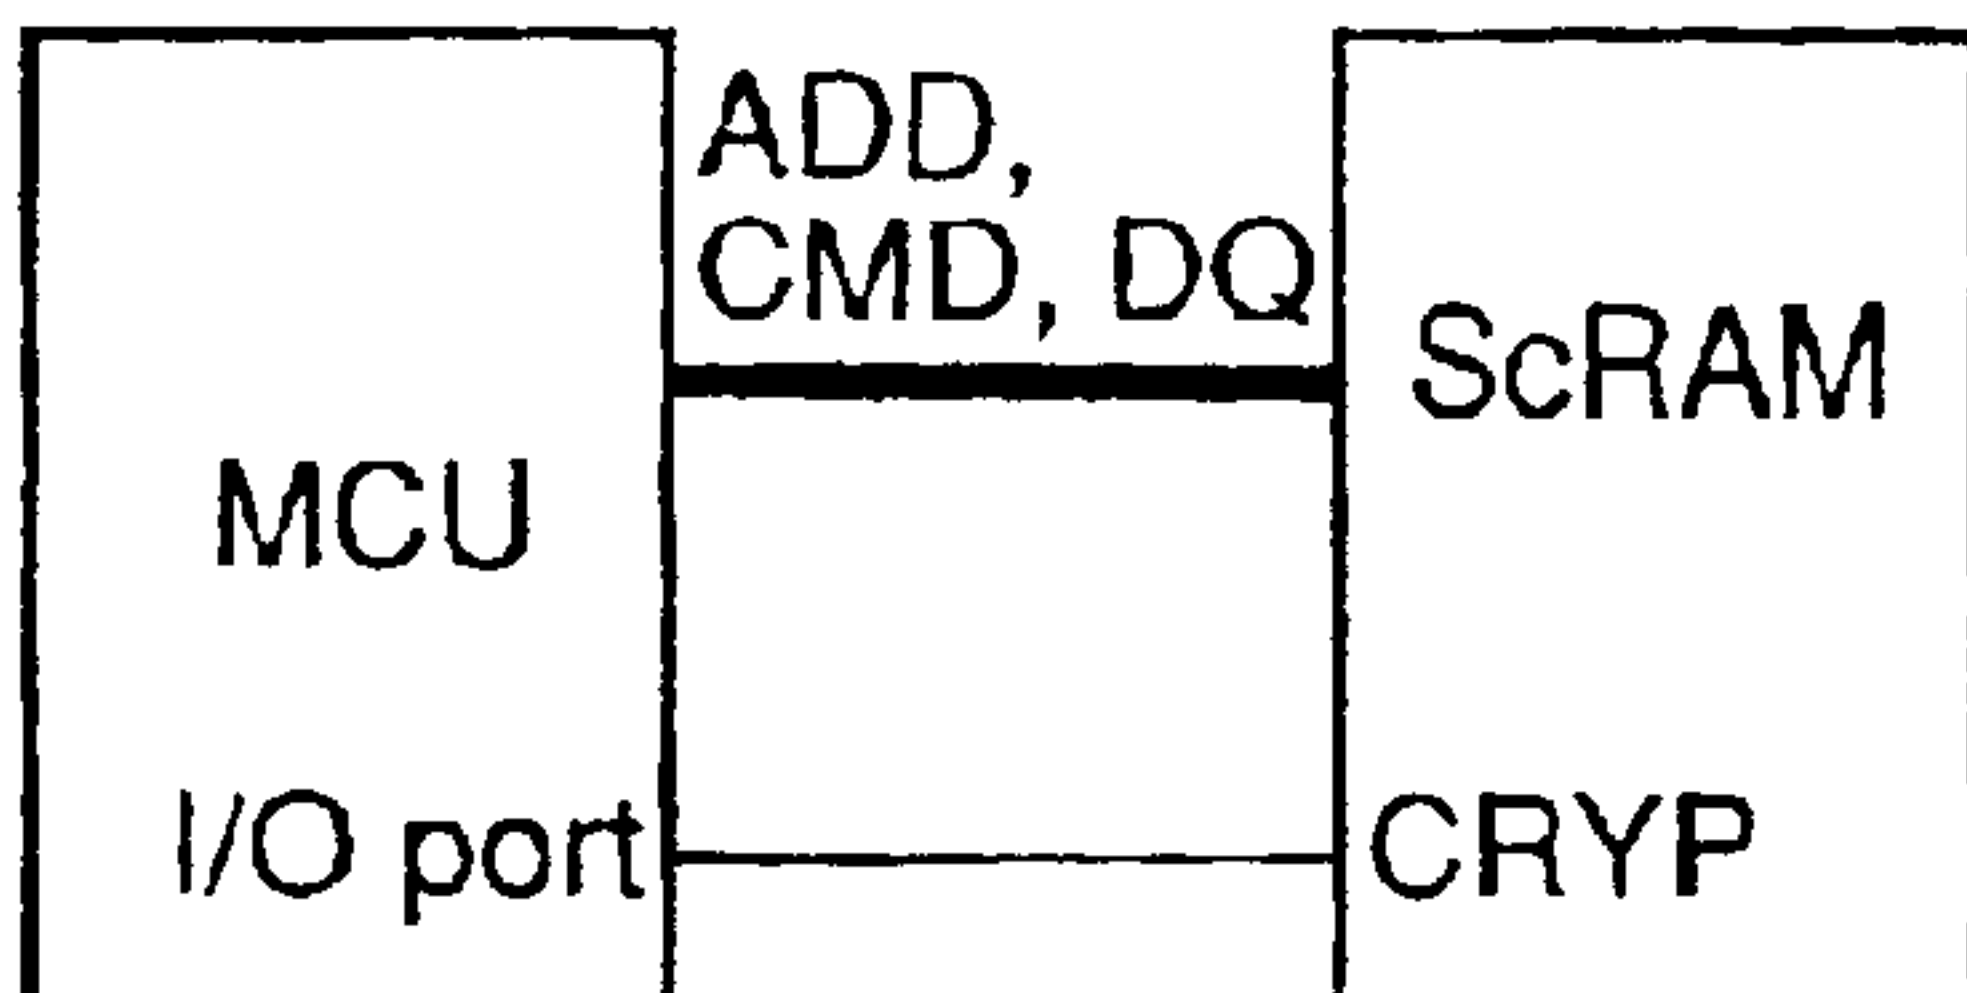 ADD,
CMD, DQ
ScRAM
MCU
I/O port
CRYP